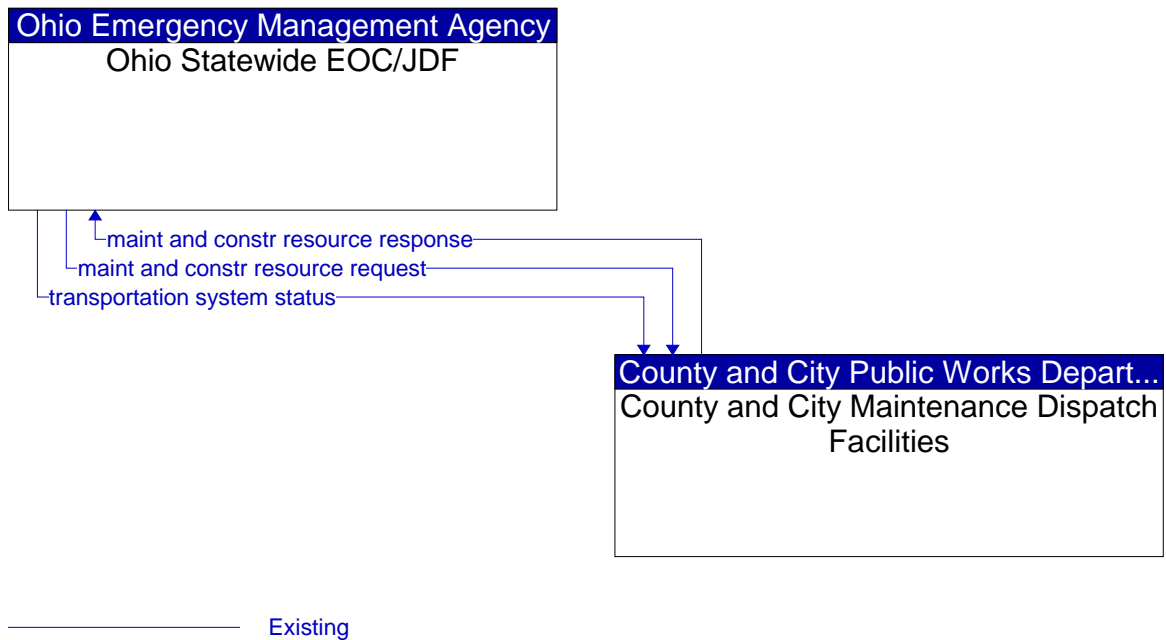 Ohio Emergency Management Agency
Ohio Statewide EOC/JDF
maint and constr resource response
maint and constr resource request
transportation system status
County and City Public Works Depart...
County and City Maintenance Dispatch
Facilities
Existing